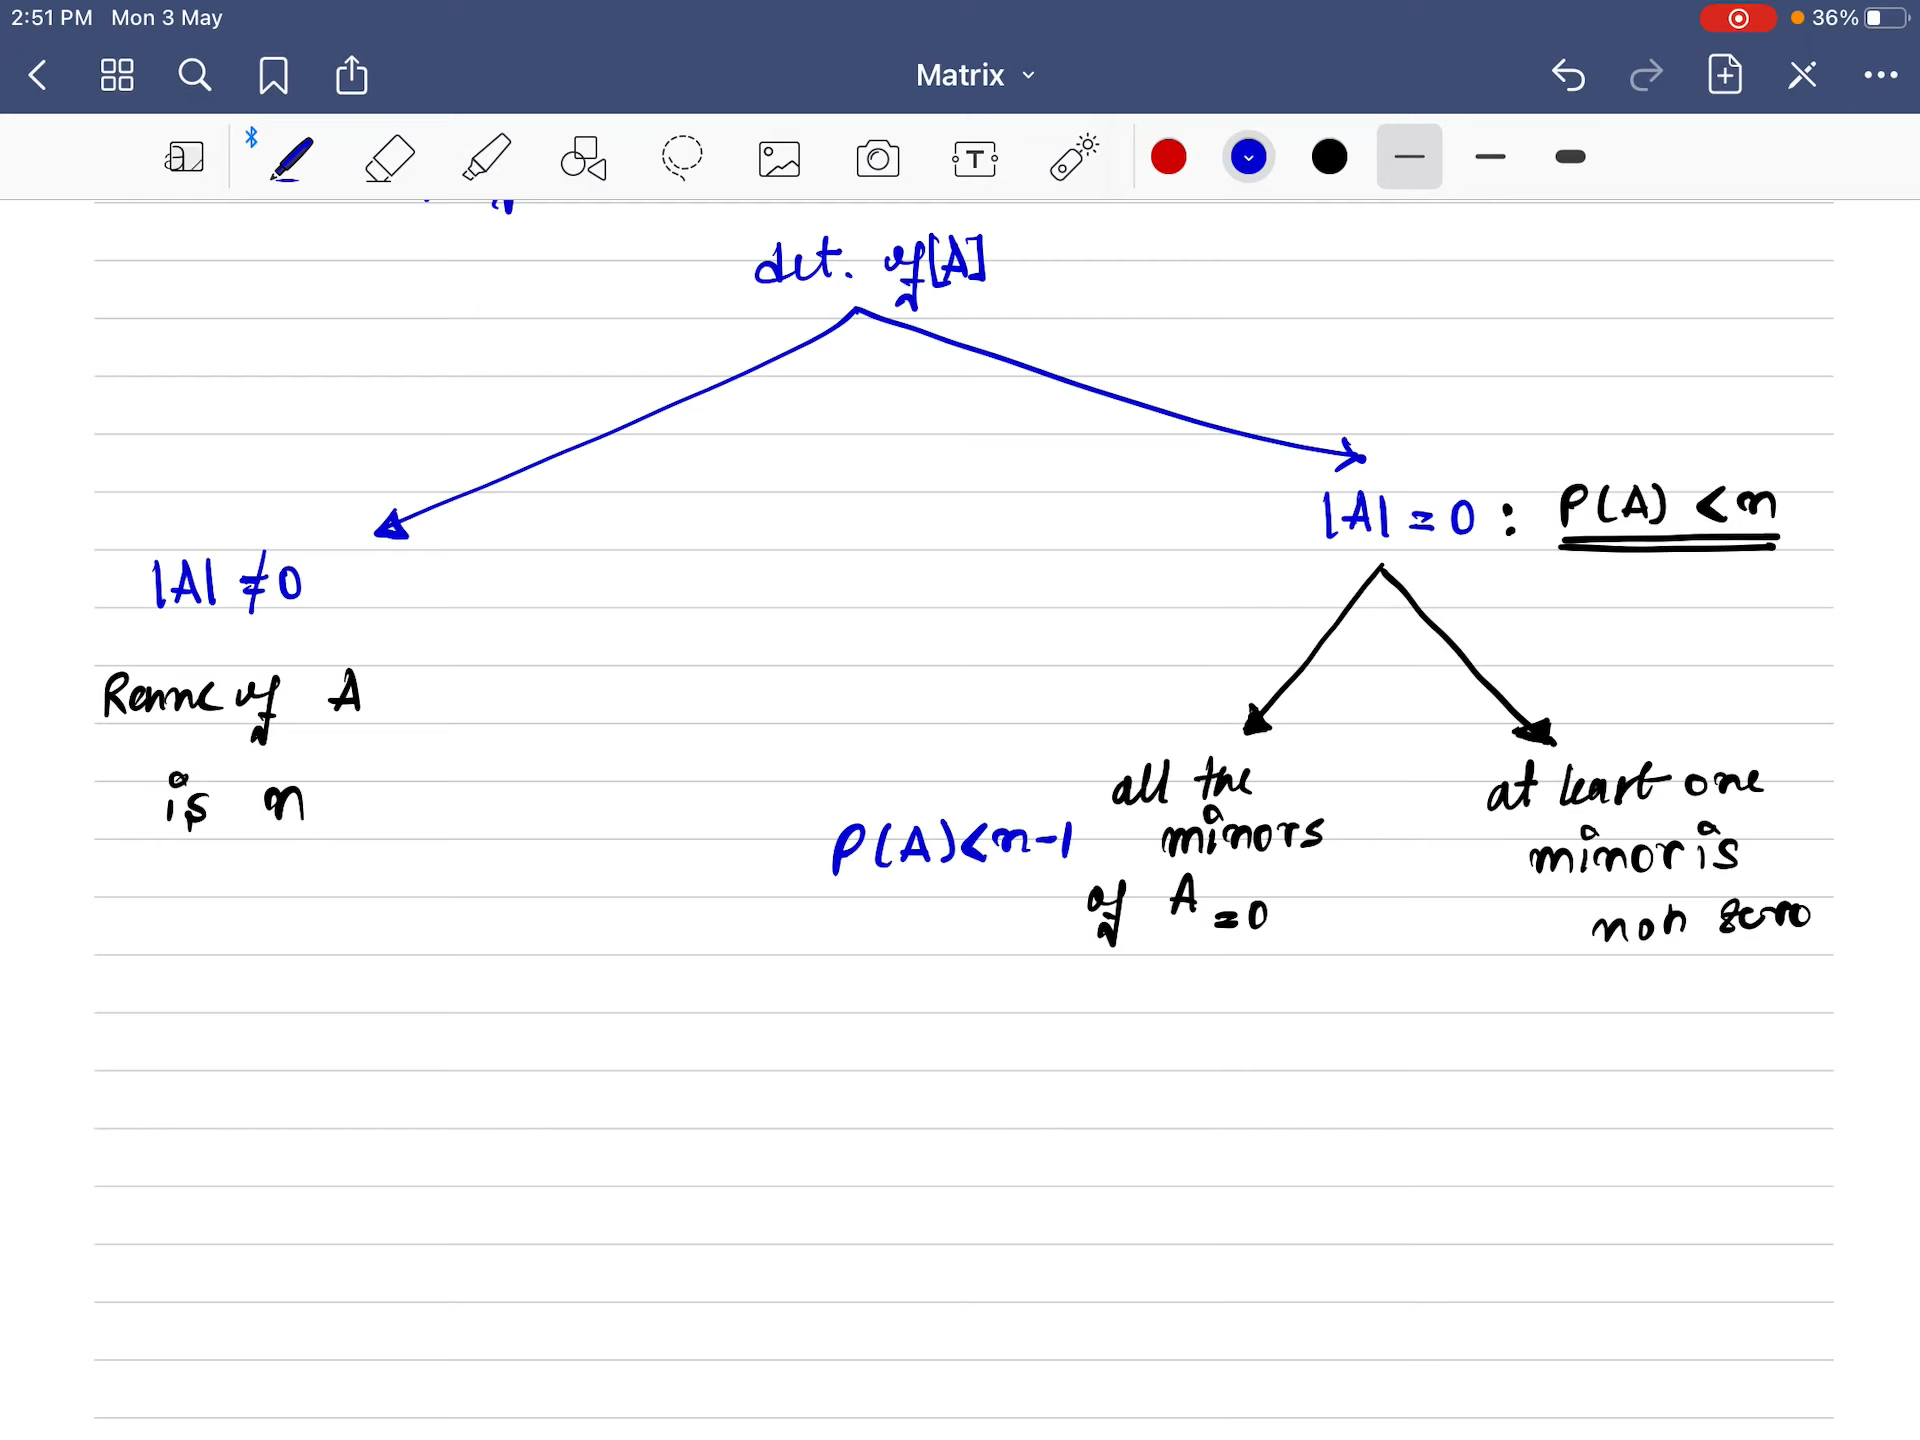 2:51 PM Mon 3 May
36%
Matrix
det. of [A]
|A| = 0 : ρ(A) < n
|A| ≠ 0
Rank of A
is n
all the
minors
of A = 0
ρ(A) < n-1
at least one
minor is
non zero